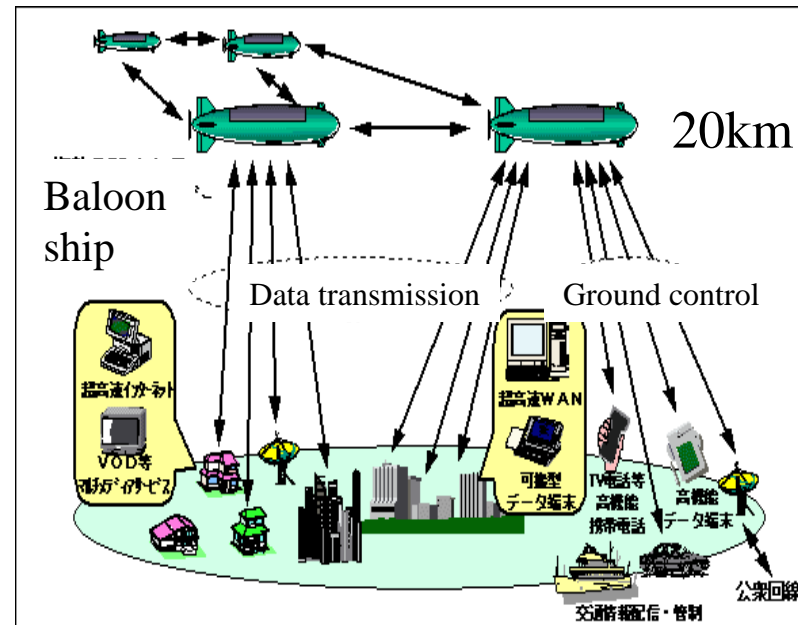 20km
Baloon
ship
Data transmission
Ground control
超高速インターネット
VOD等
マルチメディアサービス
超高速WAN
可搬型
データ端末
TV電話等
高機能
携帯電話
高機能
データ端末
交通情報配信・管制
公衆回線